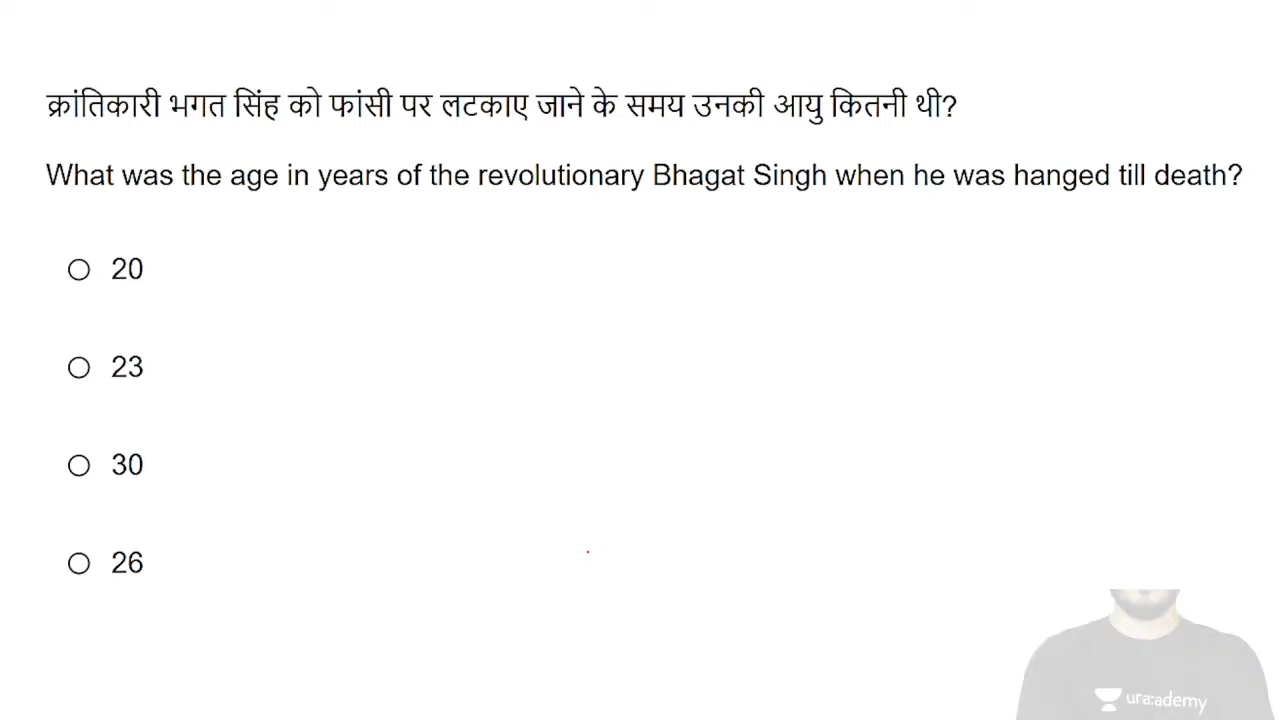 क्रांतिकारी भगत सिंह को फांसी पर लटकाए जाने के समय उनकी आयु कितनी थी?
What was the age in years of the revolutionary Bhagat Singh when he was hanged till death?
20
23
30
26